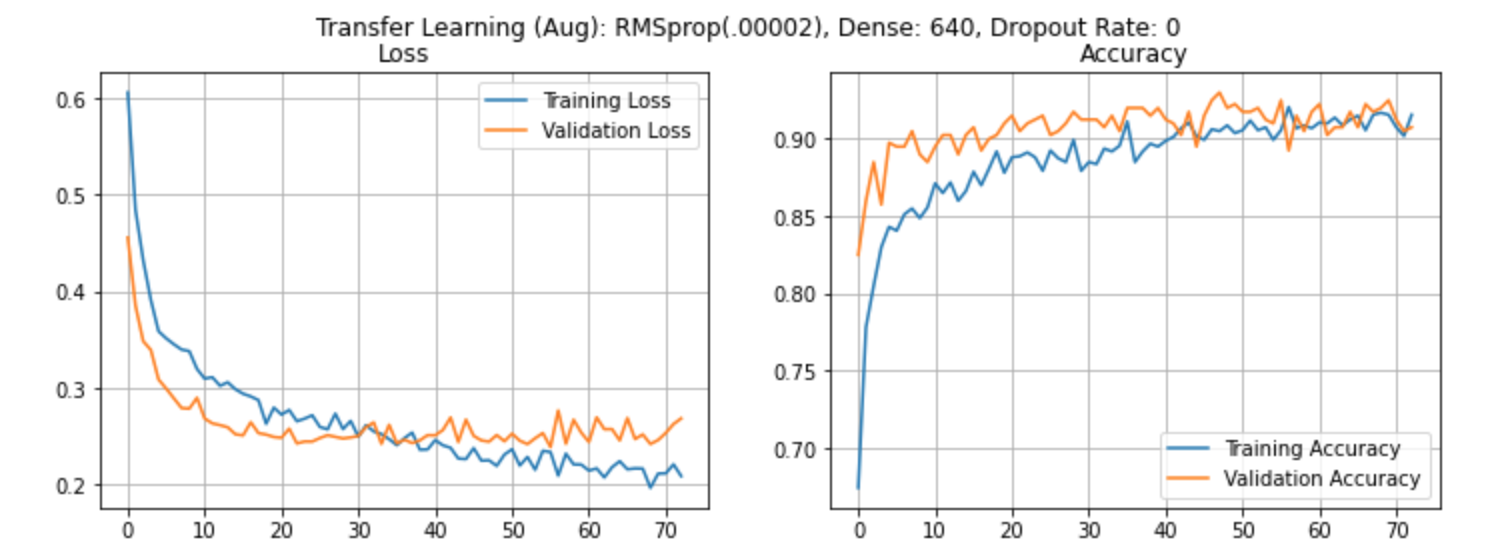 Transfer Learning (Aug): RMSprop(.00002), Dense: 640, Dropout Rate: 0
Loss
Training Loss
Validation Loss
0.6
0.5
0.4
0.3
0.2
0 10 20 30 40 50 60 70
Accuracy
0.90
0.85
0.80
0.75
0.70
Training Accuracy
Validation Accuracy
0 10 20 30 40 50 60 70